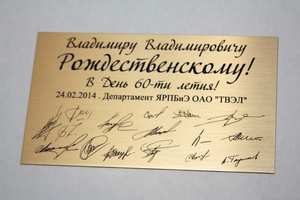 Владимиру Владимировичу
Рождественскому!
В День 60-ти летия!
24.02.2014 - Департамент ЯРПБиЭ ОАО "ТВЭЛ"